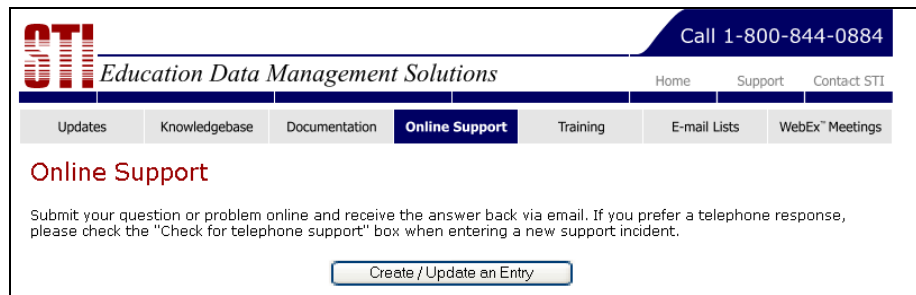 Call 1-800-844-0884
STI
Education Data Management Solutions
Home Support Contact STI
Updates Knowledgebase Documentation Online Support Training E-mail Lists WebEx™ Meetings
Online Support
Submit your question or problem online and receive the answer back via email. If you prefer a telephone response,
please check the "Check for telephone support" box when entering a new support incident.
Create / Update an Entry